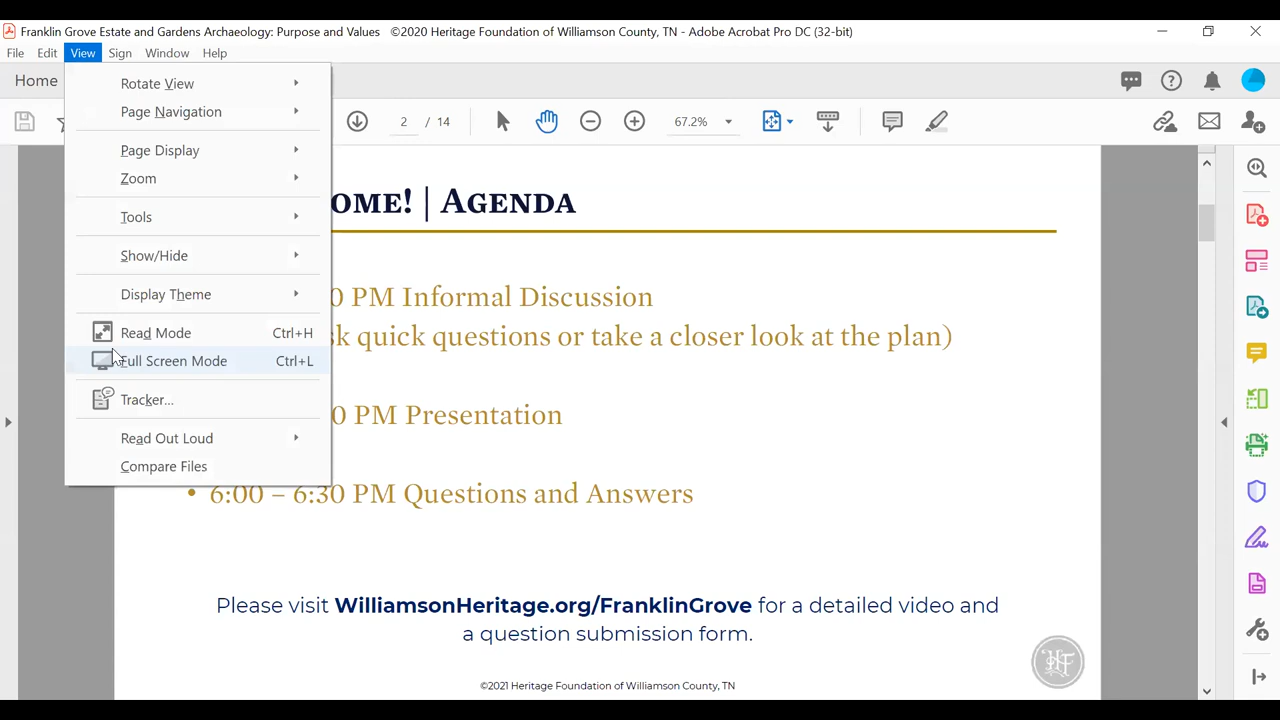 Franklin Grove Estate and Gardens Archaeology: Purpose and Values ©2020 Heritage Foundation of Williamson County, TN - Adobe Acrobat Pro DC (32-bit)
File Edit View Sign Window Help
Home
Rotate View
Page Navigation
Page Display
Zoom
Tools
Show/Hide
Display Theme
Read Mode Ctrl+H
Full Screen Mode Ctrl+L
Tracker...
Read Out Loud
Compare Files
2 / 14 67.2%
OME! | AGENDA
0 PM Informal Discussion
sk quick questions or take a closer look at the plan)
0 PM Presentation
• 6:00 – 6:30 PM Questions and Answers
Please visit WilliamsonHeritage.org/FranklinGrove for a detailed video and
a question submission form.
HF
©2021 Heritage Foundation of Williamson County, TN